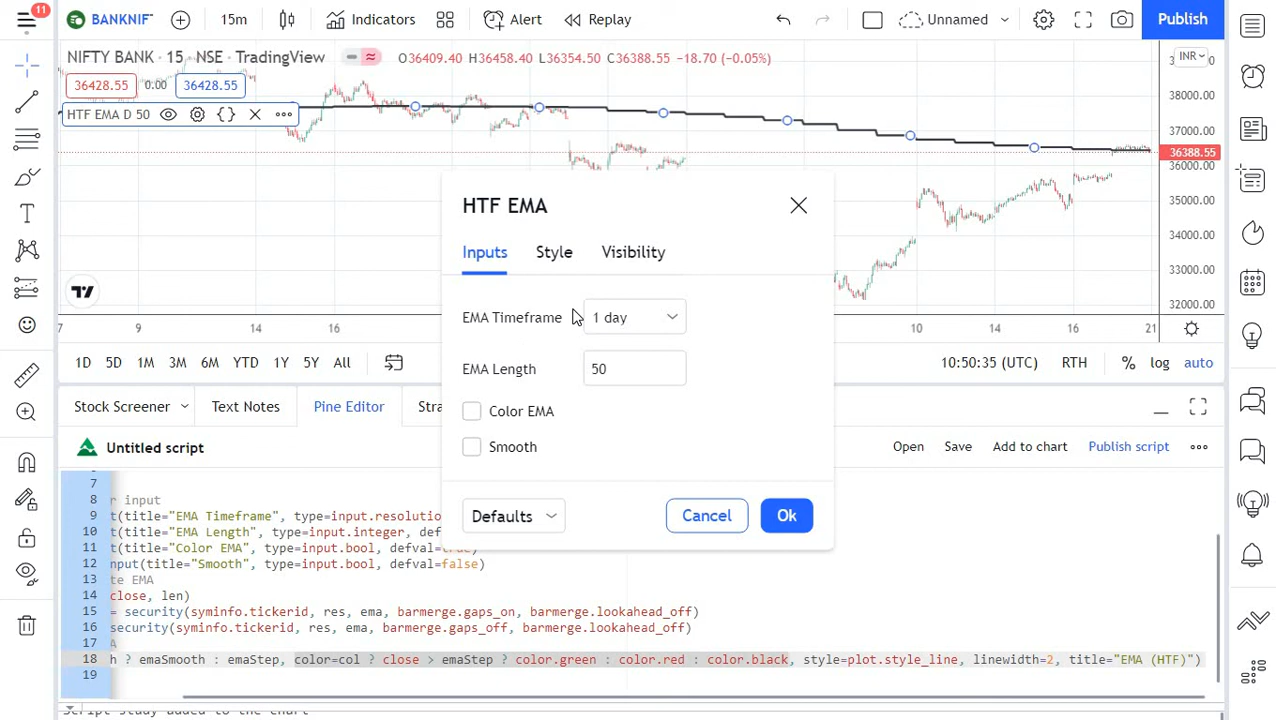 11
BANKNIF
15m
Indicators
Alert
Replay
Unnamed
Publish
NIFTY BANK · 15 · NSE · TradingView
O36409.40 H36458.40 L36354.50 C36388.55 −18.70 (−0.05%)
INR
36428.55 0.00 36428.55
HTF EMA D 50
38000.00
37000.00
36388.55
35000.00
34000.00
33000.00
32000.00
7 9 14 16 10 14 16 21
1D 5D 1M 3M 6M YTD 1Y 5Y All
10:50:35 (UTC) RTH % log auto
HTF EMA
Inputs Style Visibility
EMA Timeframe 1 day
EMA Length 50
Color EMA
Smooth
Defaults Cancel Ok
Stock Screener Text Notes Pine Editor Stra
Untitled script
Open Save Add to chart Publish script
7
8 r input
9 t(title="EMA Timeframe", type=input.resolutio
10 t(title="EMA Length", type=input.integer, def
11 t(title="Color EMA", type=input.bool, defval=true)
12 nput(title="Smooth", type=input.bool, defval=false)
13 te EMA
14 close, len)
15 = security(syminfo.tickerid, res, ema, barmerge.gaps_on, barmerge.lookahead_off)
16 security(syminfo.tickerid, res, ema, barmerge.gaps_off, barmerge.lookahead_off)
17 A
18 h ? emaSmooth : emaStep, color=col ? close > emaStep ? color.green : color.red : color.black, style=plot.style_line, linewidth=2, title="EMA (HTF)")
19
Script study added to the chart